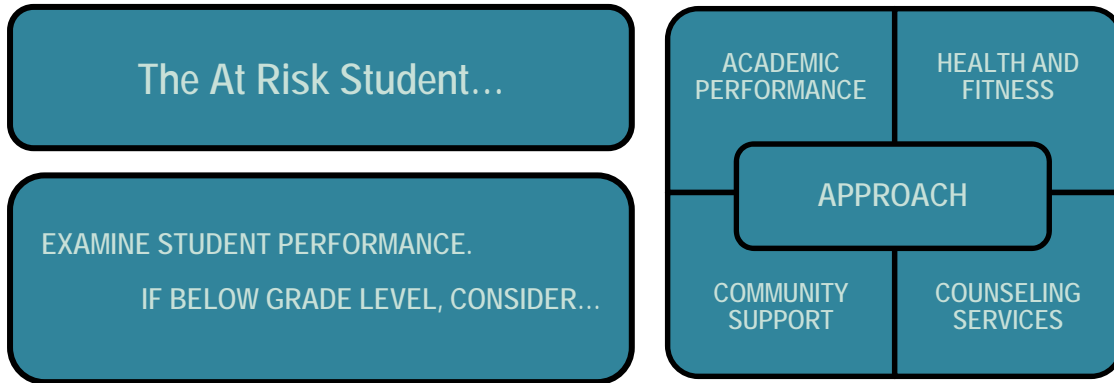 The At Risk Student...
EXAMINE STUDENT PERFORMANCE.
IF BELOW GRADE LEVEL, CONSIDER...
ACADEMIC
PERFORMANCE
HEALTH AND
FITNESS
APPROACH
COMMUNITY
SUPPORT
COUNSELING
SERVICES